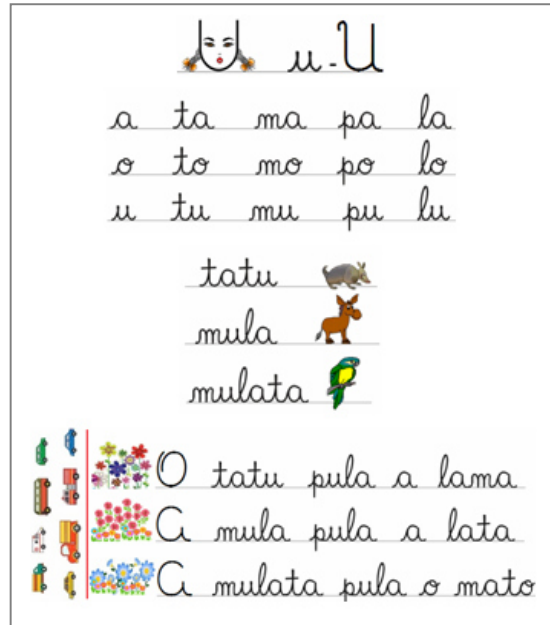 u - U
a ta ma pa la
o to mo po lo
u tu mu pu lu
tatu
mula
mulata
O tatu pula a lama
A mula pula a lata
A mulata pula o mato